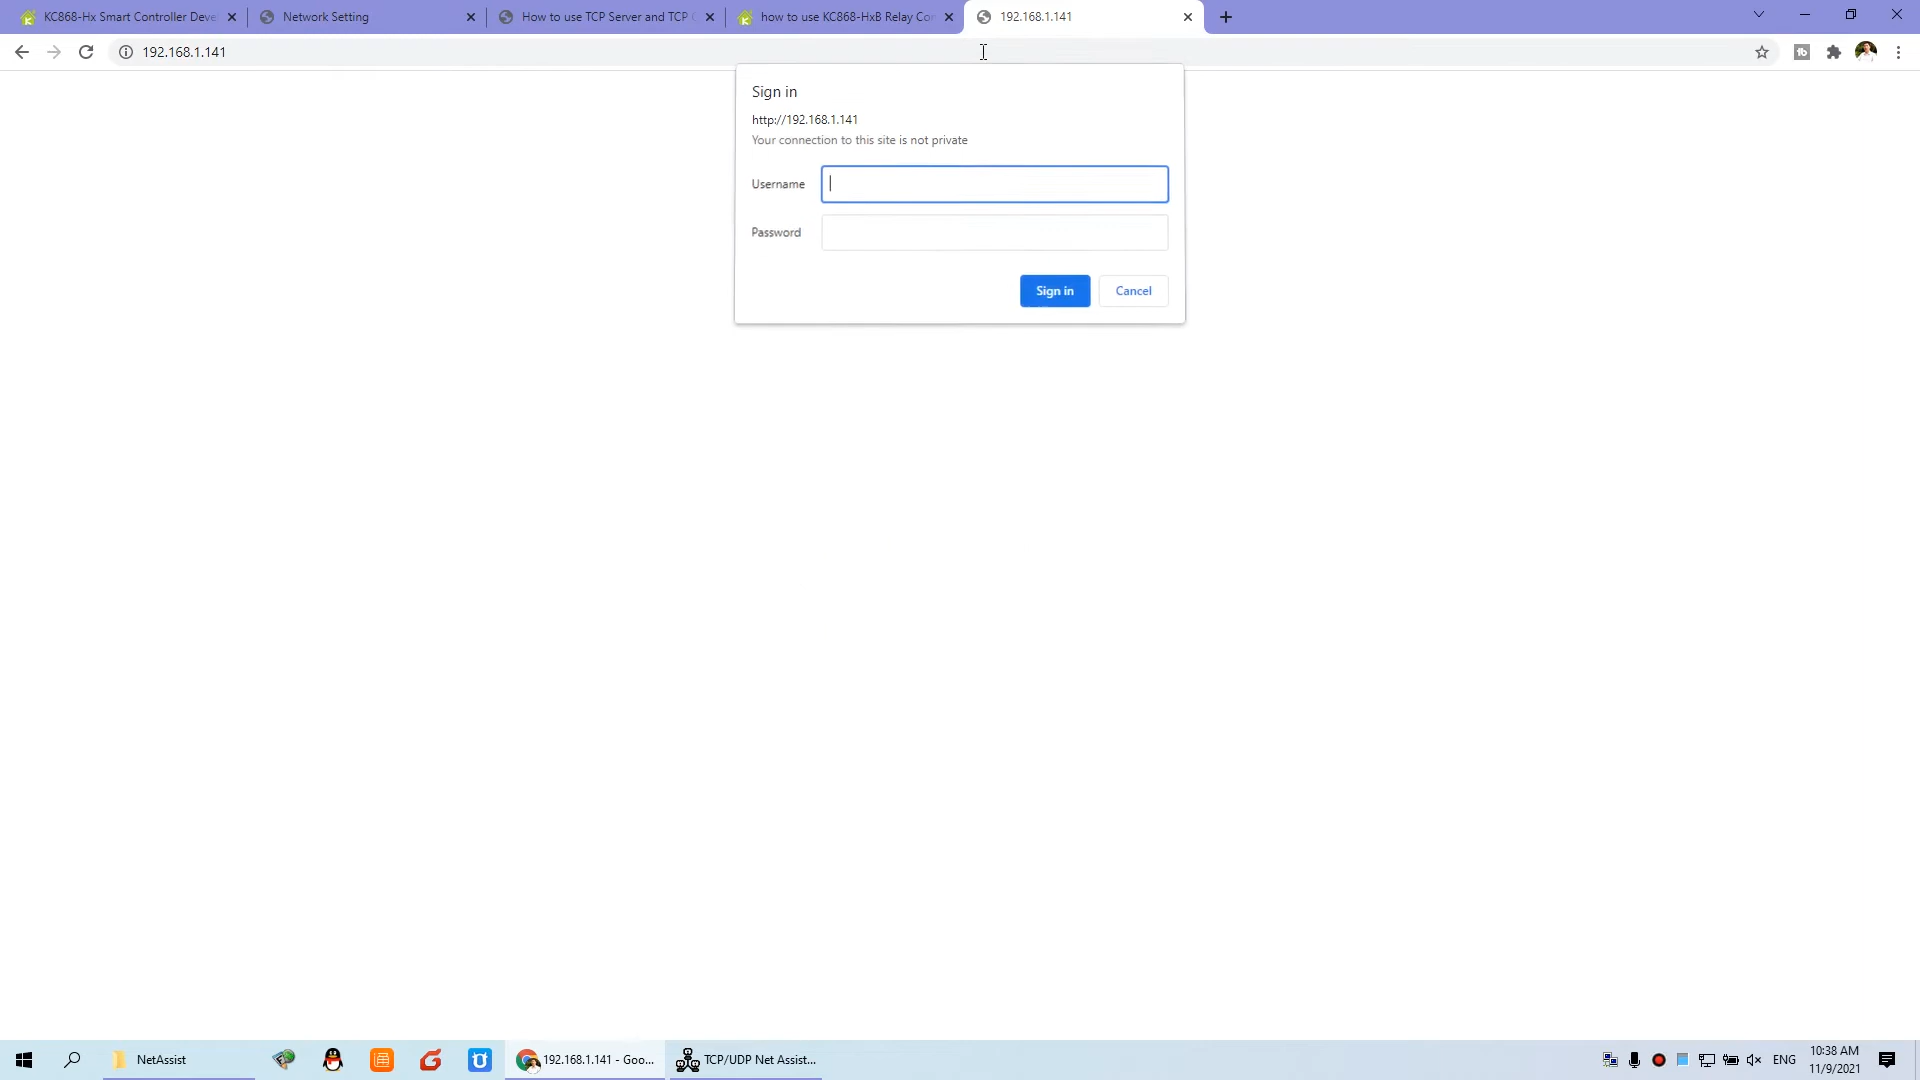 KC868-Hx Smart Controller Deve
Network Setting
How to use TCP Server and TCP C
how to use KC868-HxB Relay Cor
192.168.1.141
192.168.1.141
Sign in
http://192.168.1.141
Your connection to this site is not private
Username
Password
Sign in
Cancel
NetAssist
192.168.1.141 - Goo...
TCP/UDP Net Assist...
ENG
10:38 AM
11/9/2021